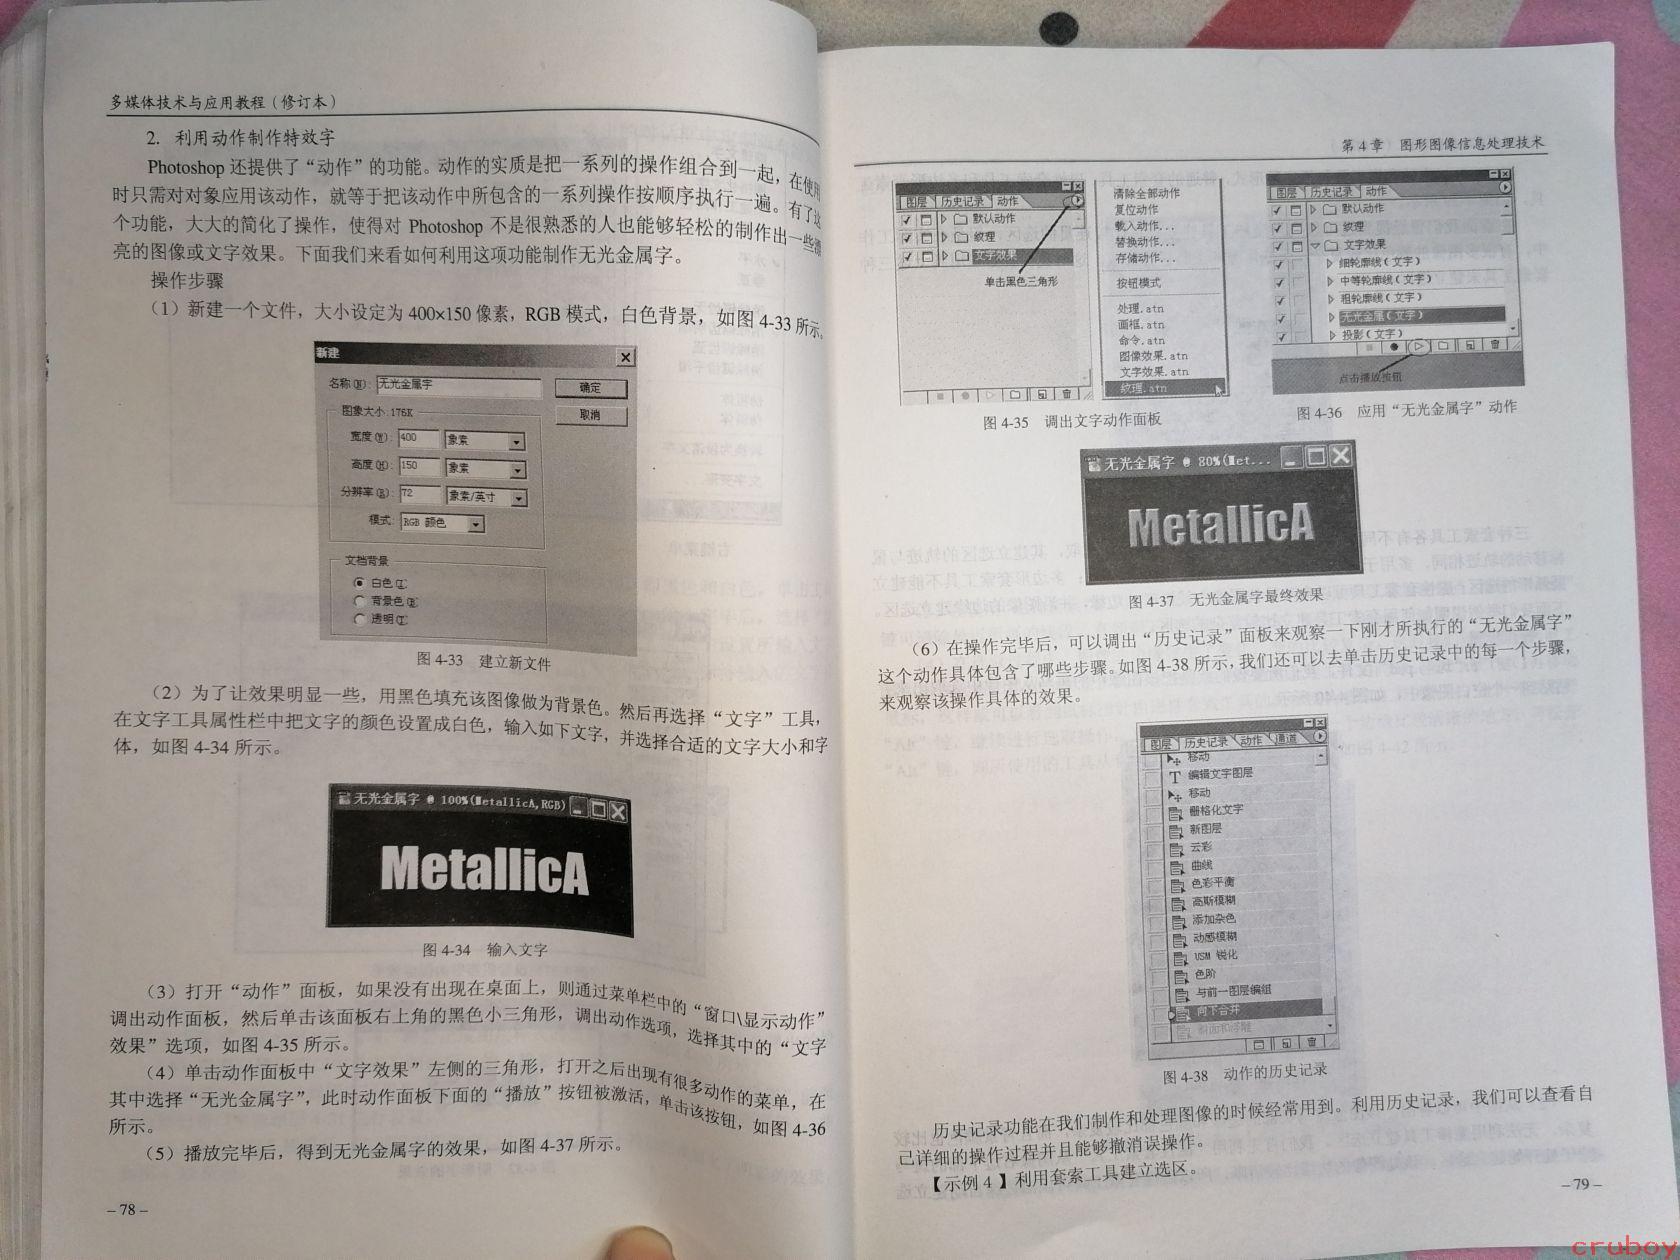 多媒体技术与应用教程（修订本）
2. 利用动作制作特效字
Photoshop 还提供了“动作”的功能。动作的实质是把一系列的操作组合到一起，在使用
时只需对对象应用该动作，就等于把该动作中所包含的一系列操作按顺序执行一遍。有了这
个功能，大大的简化了操作，使得对 Photoshop 不是很熟悉的人也能够轻松的制作出一些漂
亮的图像或文字效果。下面我们来看如何利用这项功能制作无光金属字。
操作步骤
（1）新建一个文件，大小设定为 400×150 像素，RGB 模式，白色背景，如图 4-33 所示。
新建
名称(N): 无光金属字
确定
图象大小:176K
取消
宽度(W): 400 象素
高度(H): 150 象素
分辨率(R): 72 象素/英寸
模式: RGB 颜色
文档背景
白色
背景色
透明
图 4-33 建立新文件
（2）为了让效果明显一些，用黑色填充该图像做为背景色。然后再选择“文字”工具，
在文字工具属性栏中把文字的颜色设置成白色，输入如下文字，并选择合适的文字大小和字
体，如图 4-34 所示。
无光金属字 @ 100%(MetallicA,RGB)
MetallicA
图 4-34 输入文字
（3）打开“动作”面板，如果没有出现在桌面上，则通过菜单栏中的“窗口\显示动作”
调出动作面板，然后单击该面板右上角的黑色小三角形，调出动作选项，选择其中的“文字
效果”选项，如图 4-35 所示。
（4）单击动作面板中“文字效果”左侧的三角形，打开之后出现有很多动作的菜单，在
其中选择“无光金属字”，此时动作面板下面的“播放”按钮被激活，单击该按钮，如图 4-36
所示。
（5）播放完毕后，得到无光金属字的效果，如图 4-37 所示。
–78–
第 4 章 图形图像信息处理技术
图层 历史记录 动作
默认动作
纹理
文字效果
单击黑色三角形
清除全部动作
复位动作
载入动作...
替换动作...
存储动作...
按钮模式
处理.atn
画框.atn
命令.atn
图像效果.atn
文字效果.atn
纹理.atn
图 4-35 调出文字动作面板
图层 历史记录 动作
默认动作
纹理
文字效果
细轮廓线(文字)
中等轮廓线(文字)
粗轮廓线(文字)
无光金属(文字)
投影(文字)
点击播放按钮
图 4-36 应用“无光金属字”动作
无光金属字 @ 80%(Met...
MetallicA
图 4-37 无光金属字最终效果
（6）在操作完毕后，可以调出“历史记录”面板来观察一下刚才所执行的“无光金属字”
这个动作具体包含了哪些步骤。如图 4-38 所示，我们还可以去单击历史记录中的每一个步骤，
来观察该操作具体的效果。
图层 历史记录 动作 通道
移动
编辑文字图层
移动
栅格化文字
新图层
云彩
曲线
色彩平衡
高斯模糊
添加杂色
动感模糊
USM 锐化
色阶
与前一图层编组
向下合并
图 4-38 动作的历史记录
历史记录功能在我们制作和处理图像的时候经常用到。利用历史记录，我们可以查看自
己详细的操作过程并且能够撤消误操作。
【示例 4】利用套索工具建立选区。
–79–
cruboy